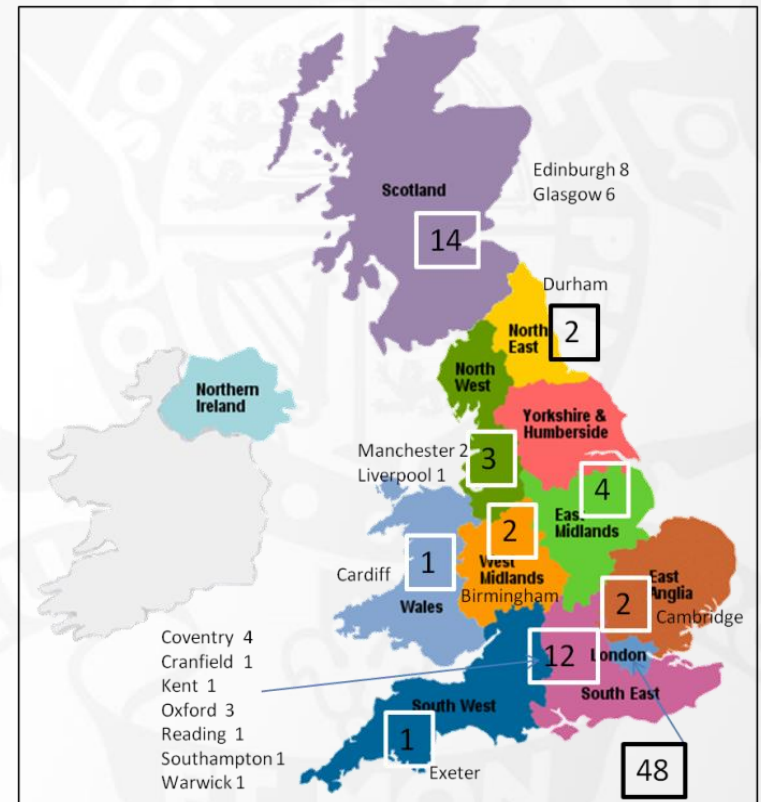 Scotland
14
Edinburgh 8
Glasgow 6
Durham
North
East
2
North
West
Northern
Ireland
Yorkshire &
Humberside
Manchester 2
Liverpool 1
3
4
East
Midlands
2
West
Midlands
Birmingham
1
Cardiff
Wales
East
Anglia
2
Cambridge
Coventry 4
Cranfield 1
Kent 1
Oxford 3
Reading 1
Southampton 1
Warwick 1
12
London
South East
South West
1
Exeter
48